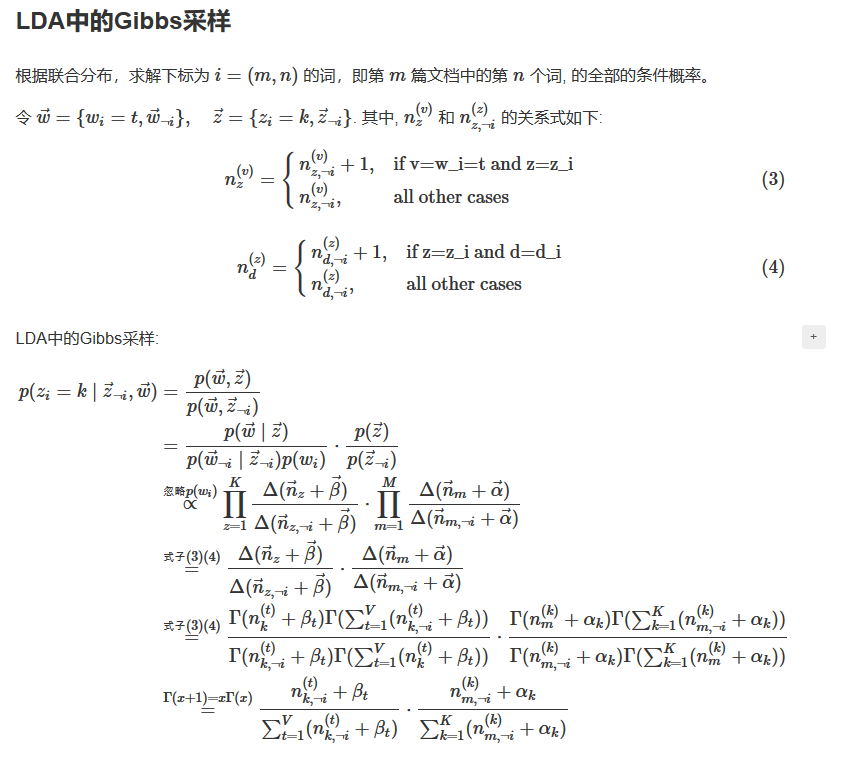 LDA中的Gibbs采样
根据联合分布，求解下标为 i = (m, n) 的词，即第 m 篇文档中的第 n 个词, 的全部的条件概率。
令 \vec{w} = \{w_i = t, \vec{w}_{\neg i}\}, \quad \vec{z} = \{z_i = k, \vec{z}_{\neg i}\}. 其中, n_z^{(v)} 和 n_{z,\neg i}^{(z)} 的关系式如下:
n_z^{(v)} = \begin{cases} n_{z,\neg i}^{(v)} + 1, & \text{if v=w\_i=t and z=z\_i} \\ n_{z,\neg i}^{(v)}, & \text{all other cases} \end{cases} (3)
n_d^{(z)} = \begin{cases} n_{d,\neg i}^{(z)} + 1, & \text{if z=z\_i and d=d\_i} \\ n_{d,\neg i}^{(z)}, & \text{all other cases} \end{cases} (4)
LDA中的Gibbs采样: +
p(z_i = k \mid \vec{z}_{\neg i}, \vec{w}) = \frac{p(\vec{w}, \vec{z})}{p(\vec{w}, \vec{z}_{\neg i})}
= \frac{p(\vec{w} \mid \vec{z})}{p(\vec{w}_{\neg i} \mid \vec{z}_{\neg i})p(w_i)} \cdot \frac{p(\vec{z})}{p(\vec{z}_{\neg i})}
\overset{忽略p(w_i)}{\propto} \prod_{z=1}^{K} \frac{\Delta(\vec{n}_z + \vec{\beta})}{\Delta(\vec{n}_{z,\neg i} + \vec{\beta})} \cdot \prod_{m=1}^{M} \frac{\Delta(\vec{n}_m + \vec{\alpha})}{\Delta(\vec{n}_{m,\neg i} + \vec{\alpha})}
\overset{式子(3)(4)}{=} \frac{\Delta(\vec{n}_z + \vec{\beta})}{\Delta(\vec{n}_{z,\neg i} + \vec{\beta})} \cdot \frac{\Delta(\vec{n}_m + \vec{\alpha})}{\Delta(\vec{n}_{m,\neg i} + \vec{\alpha})}
\overset{式子(3)(4)}{=} \frac{\Gamma(n_k^{(t)} + \beta_t)\Gamma(\sum_{t=1}^{V}(n_{k,\neg i}^{(t)} + \beta_t))}{\Gamma(n_{k,\neg i}^{(t)} + \beta_t)\Gamma(\sum_{t=1}^{V}(n_k^{(t)} + \beta_t))} \cdot \frac{\Gamma(n_m^{(k)} + \alpha_k)\Gamma(\sum_{k=1}^{K}(n_{m,\neg i}^{(k)} + \alpha_k))}{\Gamma(n_{m,\neg i}^{(k)} + \alpha_k)\Gamma(\sum_{k=1}^{K}(n_m^{(k)} + \alpha_k))}
\overset{\Gamma(x+1)=x\Gamma(x)}{=} \frac{n_{k,\neg i}^{(t)} + \beta_t}{\sum_{t=1}^{V}(n_{k,\neg i}^{(t)} + \beta_t)} \cdot \frac{n_{m,\neg i}^{(k)} + \alpha_k}{\sum_{k=1}^{K}(n_{m,\neg i}^{(k)} + \alpha_k)}